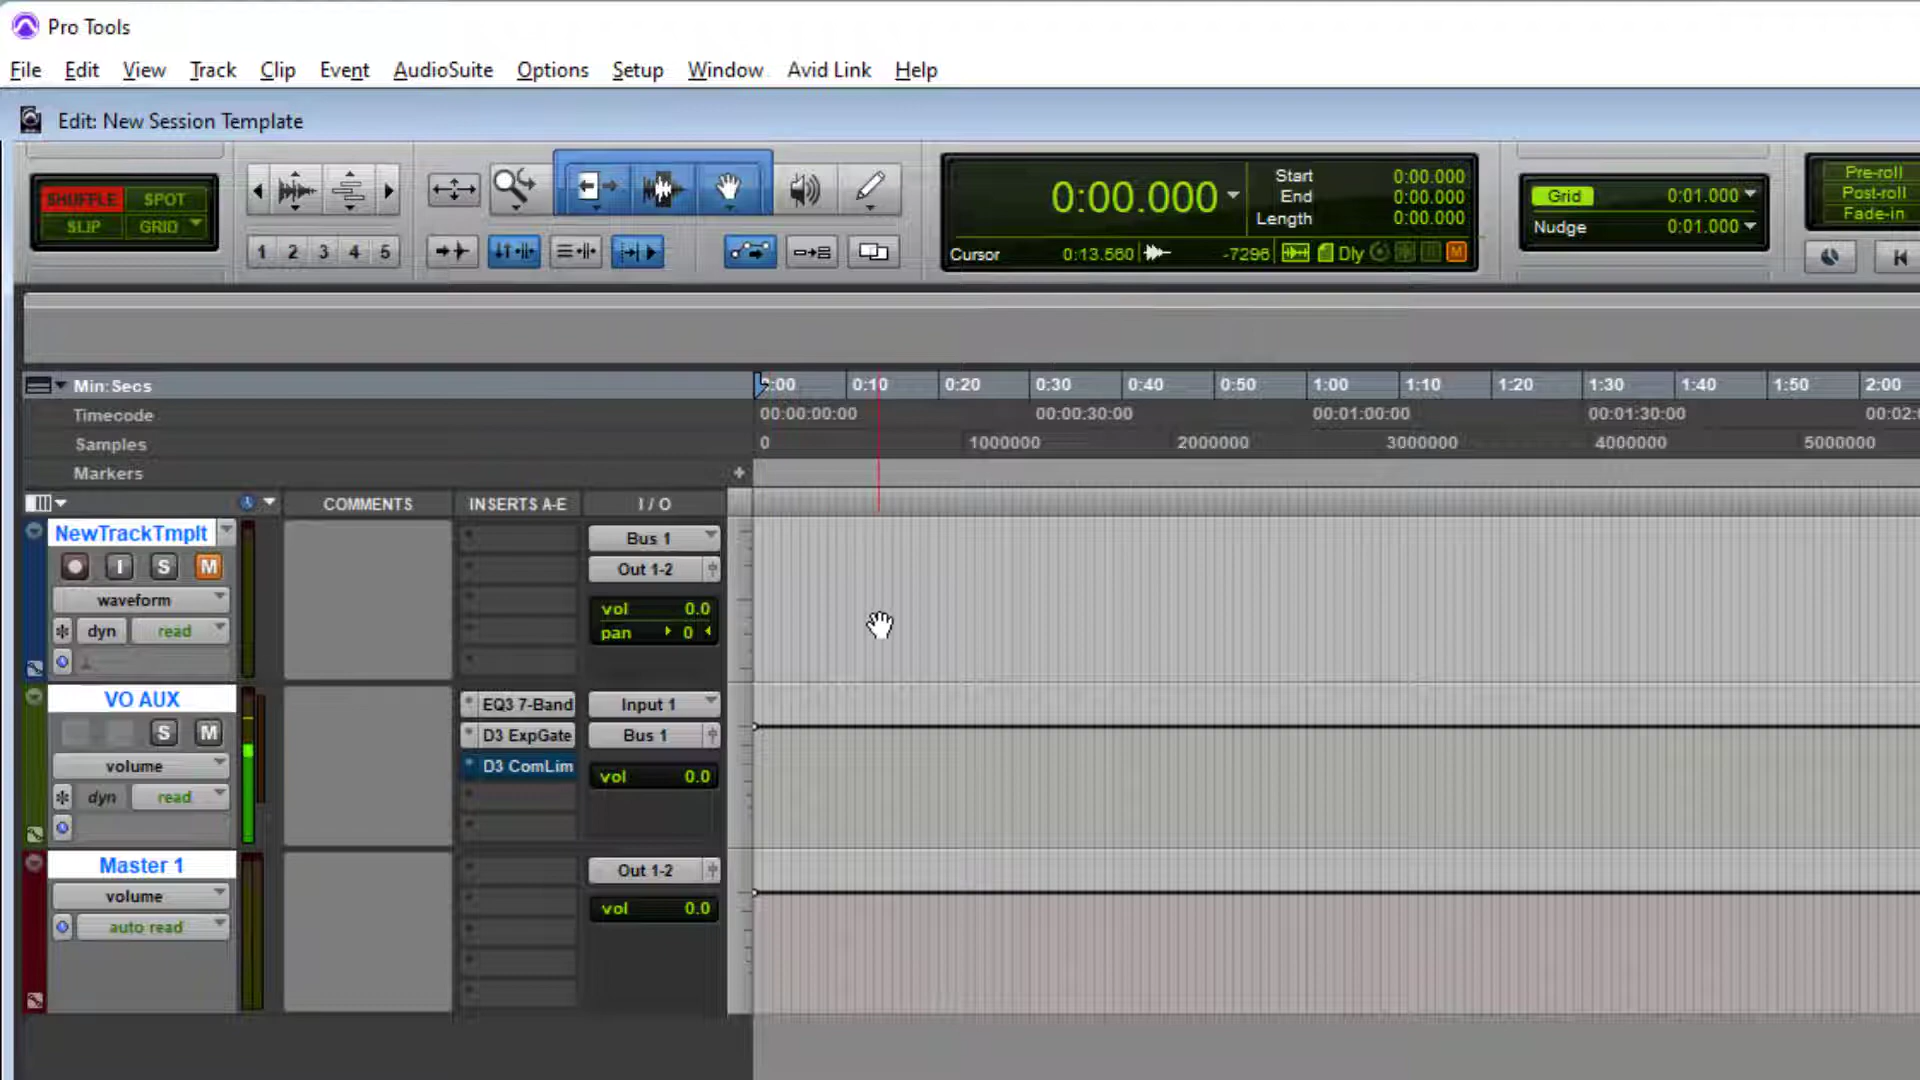 Pro Tools
File Edit View Track Clip Event AudioSuite Options Setup Window Avid Link Help
Edit: New Session Template
SHUFFLE SPOT
SLIP GRID
1 2 3 4 5
0:00.000
Start 0:00.000
End 0:00.000
Length 0:00.000
Cursor 0:13.560 -7296 Dly M
Grid 0:01.000
Nudge 0:01.000
Pre-roll
Post-roll
Fade-in
Min:Secs :00 0:10 0:20 0:30 0:40 0:50 1:00 1:10 1:20 1:30 1:40 1:50 2:00
Timecode 00:00:00:00 00:00:30:00 00:01:00:00 00:01:30:00 00:02:
Samples 0 1000000 2000000 3000000 4000000 5000000
Markers +
COMMENTS INSERTS A-E I / O
NewTrackTmplt Bus 1
I S M Out 1-2
waveform vol 0.0
dyn read pan 0
VO AUX EQ3 7-Band Input 1
S M D3 ExpGate Bus 1
volume D3 ComLim vol 0.0
dyn read
Master 1 Out 1-2
volume vol 0.0
auto read